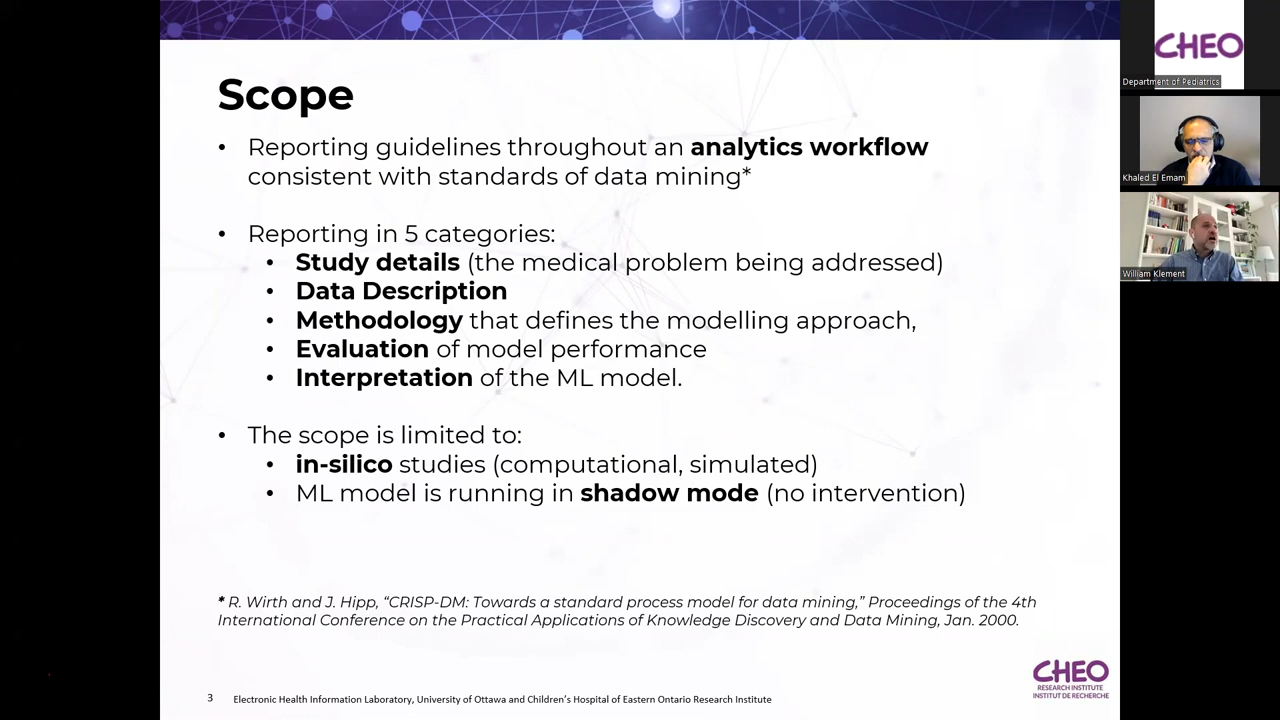 Scope
• Reporting guidelines throughout an analytics workflow
consistent with standards of data mining*
• Reporting in 5 categories:
• Study details (the medical problem being addressed)
• Data Description
• Methodology that defines the modelling approach,
• Evaluation of model performance
• Interpretation of the ML model.
• The scope is limited to:
• in-silico studies (computational, simulated)
• ML model is running in shadow mode (no intervention)
* R. Wirth and J. Hipp, “CRISP-DM: Towards a standard process model for data mining,” Proceedings of the 4th
International Conference on the Practical Applications of Knowledge Discovery and Data Mining, Jan. 2000.
3 Electronic Health Information Laboratory, University of Ottawa and Children’s Hospital of Eastern Ontario Research Institute
CHEO
RESEARCH INSTITUTE
INSTITUT DE RECHERCHE
CHEO
Department of Pediatrics
Khaled El Emam
William Klement